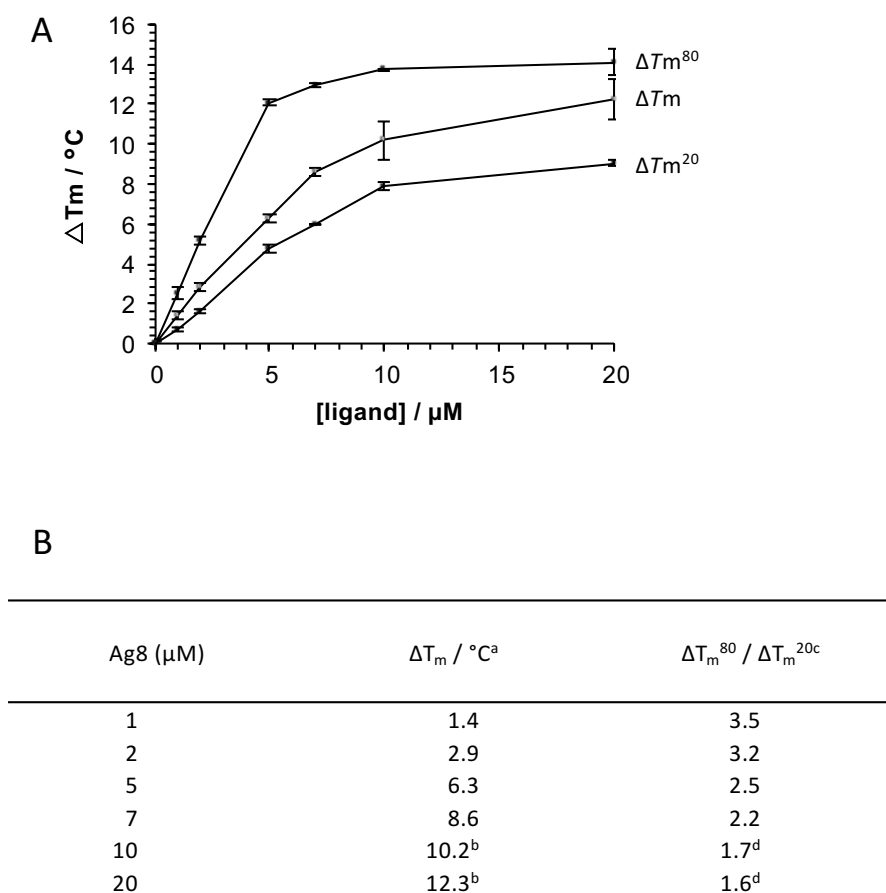 A
16
14
12
10
8
6
4
2
0
△Tm / °C
ΔTm⁸⁰
ΔTm
ΔTm²⁰
0 5 10 15 20
[ligand] / µM
B
Ag8 (µM) ΔTₘ / °Cᵃ ΔTₘ⁸⁰ / ΔTₘ²⁰ᶜ
1 1.4 3.5
2 2.9 3.2
5 6.3 2.5
7 8.6 2.2
10 10.2ᵇ 1.7ᵈ
20 12.3ᵇ 1.6ᵈ